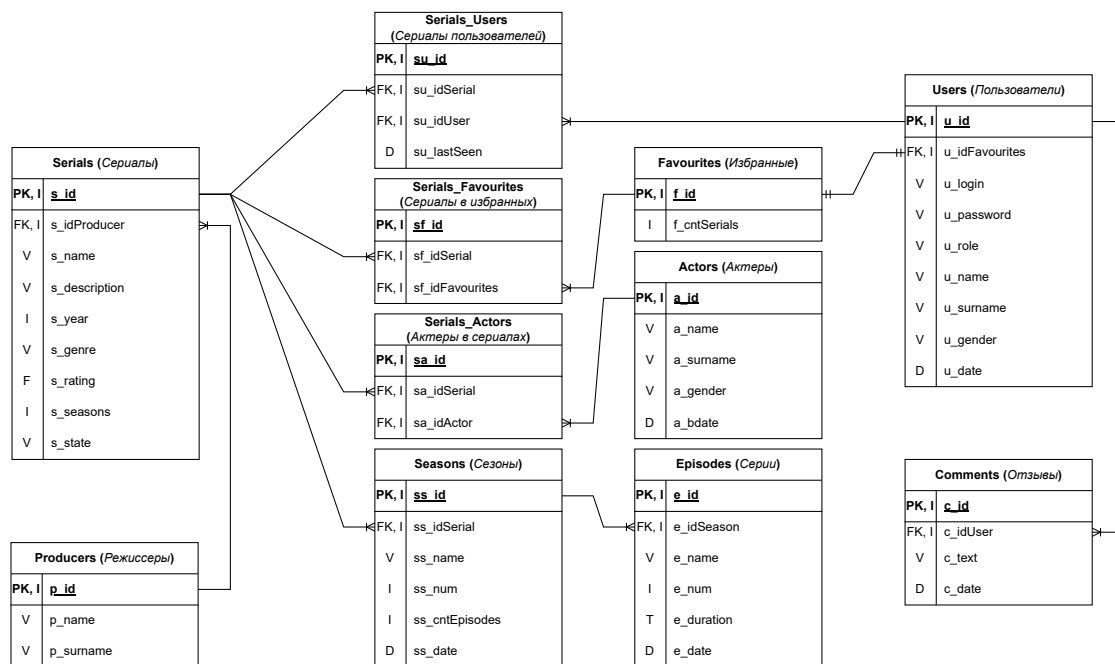 Serials_Users
(Сериалы пользователей)
PK, I su_id
FK, I su_idSerial
FK, I su_idUser
D su_lastSeen
Users (Пользователи)
PK, I u_id
FK, I u_idFavourites
V u_login
V u_password
V u_role
V u_name
V u_surname
V u_gender
D u_date
Serials (Сериалы)
PK, I s_id
FK, I s_idProducer
V s_name
V s_description
I s_year
V s_genre
F s_rating
I s_seasons
V s_state
Serials_Favourites
(Сериалы в избранных)
PK, I sf_id
FK, I sf_idSerial
FK, I sf_idFavourites
Favourites (Избранные)
PK, I f_id
I f_cntSerials
Actors (Актеры)
PK, I a_id
V a_name
V a_surname
V a_gender
D a_bdate
Serials_Actors
(Актеры в сериалах)
PK, I sa_id
FK, I sa_idSerial
FK, I sa_idActor
Seasons (Сезоны)
PK, I ss_id
FK, I ss_idSerial
V ss_name
I ss_num
I ss_cntEpisodes
D ss_date
Episodes (Серии)
PK, I e_id
FK, I e_idSeason
V e_name
I e_num
T e_duration
D e_date
Comments (Отзывы)
PK, I c_id
FK, I c_idUser
V c_text
D c_date
Producers (Режиссеры)
PK, I p_id
V p_name
V p_surname